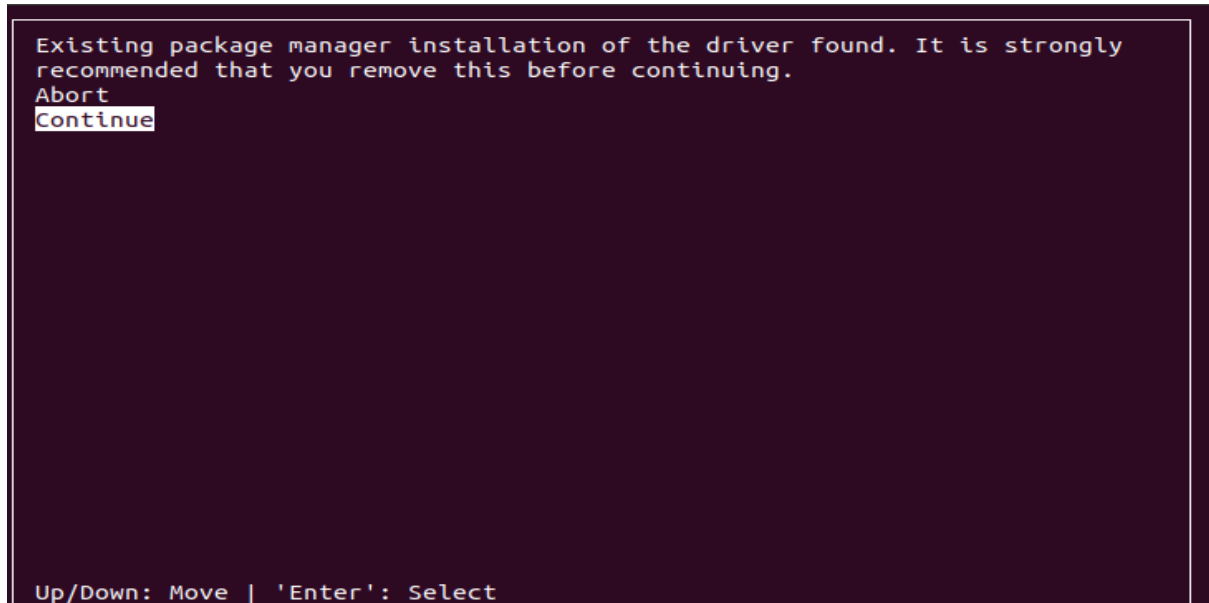 Existing package manager installation of the driver found. It is strongly
recommended that you remove this before continuing.
Abort
Continue
Up/Down: Move | 'Enter': Select